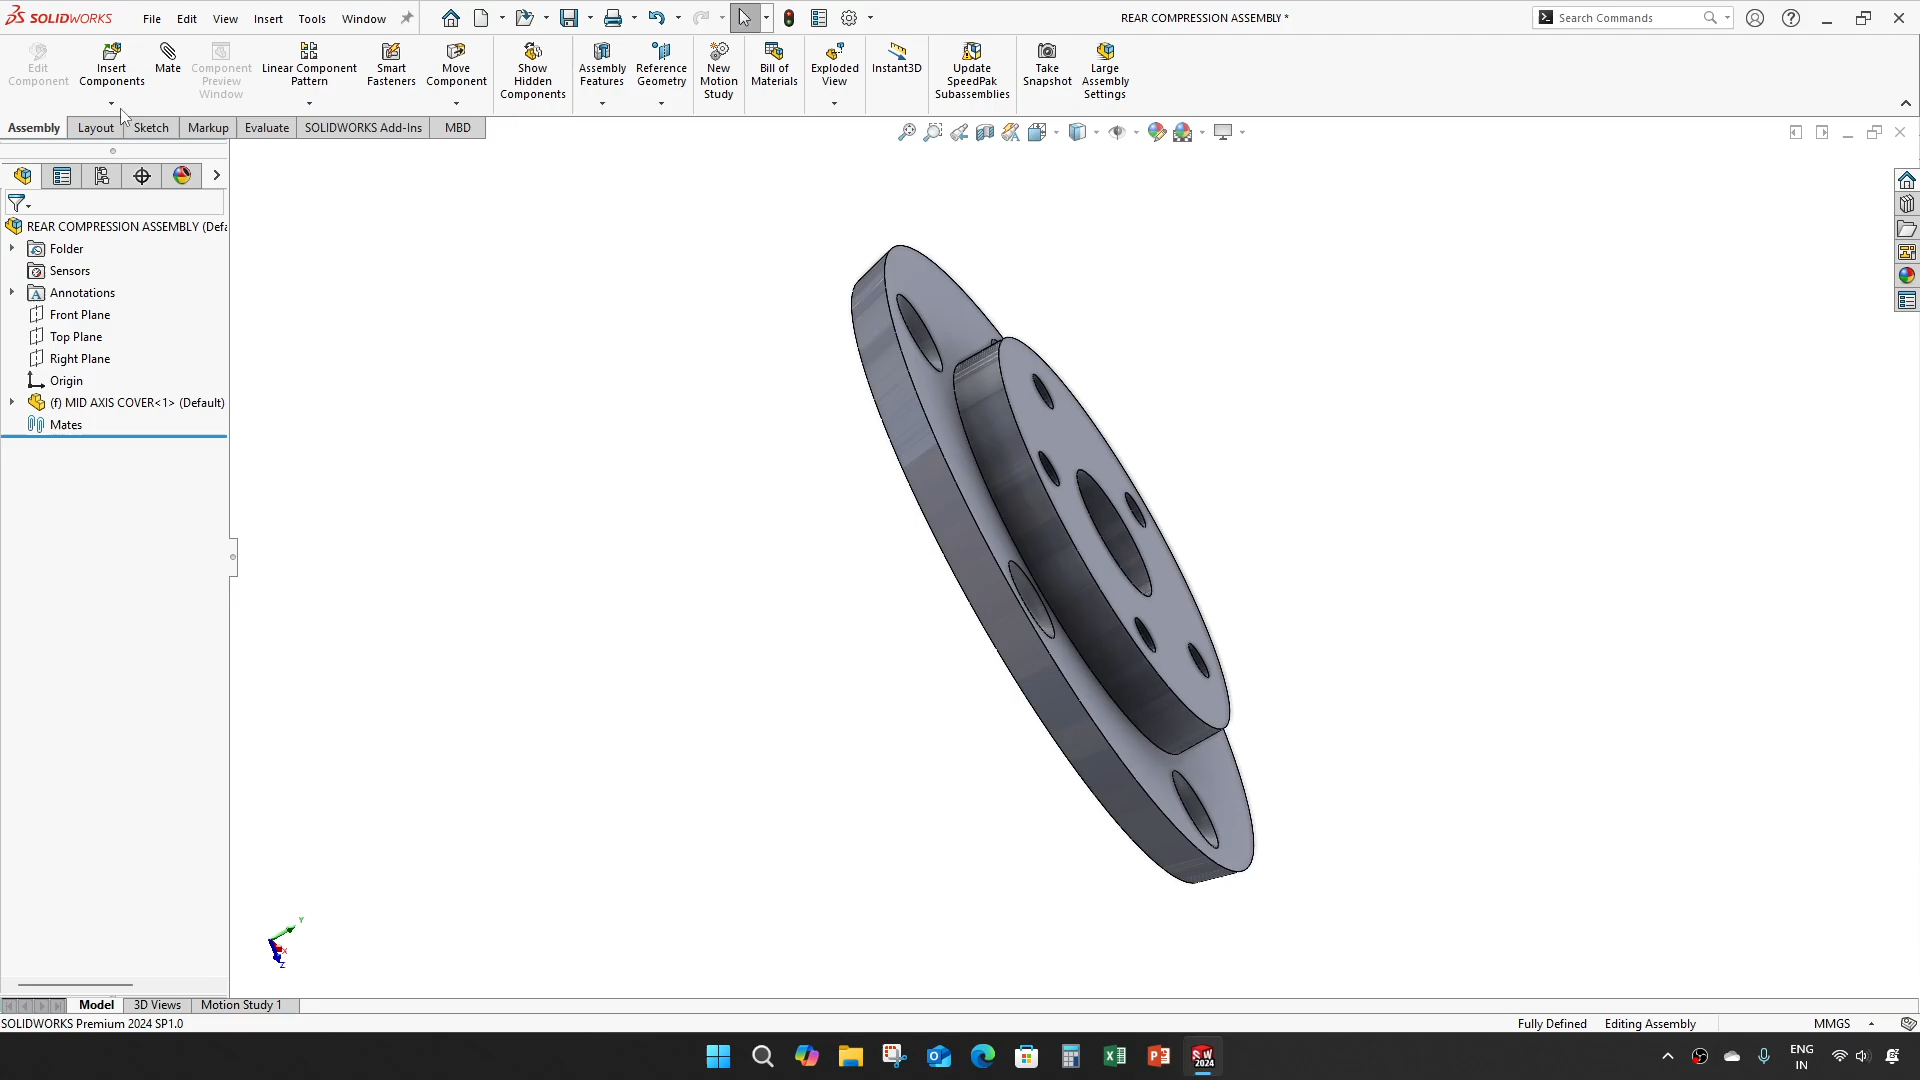 SOLIDWORKS File Edit View Insert Tools Window REAR COMPRESSION ASSEMBLY * Search Commands
Edit Component
Insert Components
Mate
Component Preview Window
Linear Component Pattern
Smart Fasteners
Move Component
Show Hidden Components
Assembly Features
Reference Geometry
New Motion Study
Bill of Materials
Exploded View
Instant3D
Update SpeedPak Subassemblies
Take Snapshot
Large Assembly Settings
Assembly Layout Sketch Markup Evaluate SOLIDWORKS Add-Ins MBD
REAR COMPRESSION ASSEMBLY (Defa
Folder
Sensors
A Annotations
Front Plane
Top Plane
Right Plane
Origin
(f) MID AXIS COVER<1> (Default)
Mates
Y
X
Z
Model 3D Views Motion Study 1
SOLIDWORKS Premium 2024 SP1.0 Fully Defined Editing Assembly MMGS
SW 2024
ENG
IN